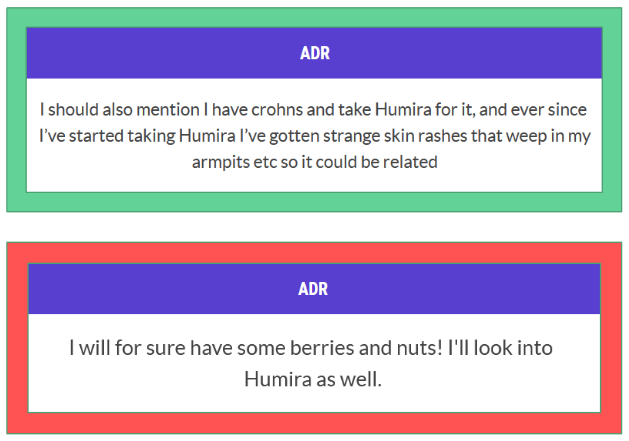 ADR
I should also mention I have crohns and take Humira for it, and ever since
I've started taking Humira I've gotten strange skin rashes that weep in my
armpits etc so it could be related
ADR
I will for sure have some berries and nuts! I'll look into
Humira as well.